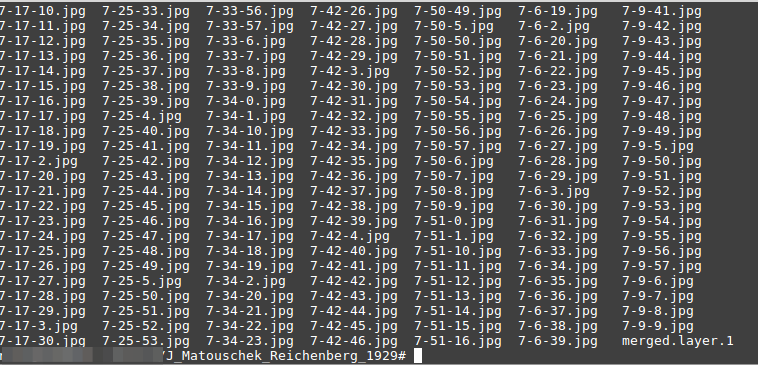 7-17-10.jpg 7-25-33.jpg 7-33-56.jpg 7-42-26.jpg 7-50-49.jpg 7-6-19.jpg 7-9-41.jpg
7-17-11.jpg 7-25-34.jpg 7-33-57.jpg 7-42-27.jpg 7-50-5.jpg 7-6-2.jpg 7-9-42.jpg
7-17-12.jpg 7-25-35.jpg 7-33-6.jpg 7-42-28.jpg 7-50-50.jpg 7-6-20.jpg 7-9-43.jpg
7-17-13.jpg 7-25-36.jpg 7-33-7.jpg 7-42-29.jpg 7-50-51.jpg 7-6-21.jpg 7-9-44.jpg
7-17-14.jpg 7-25-37.jpg 7-33-8.jpg 7-42-3.jpg 7-50-52.jpg 7-6-22.jpg 7-9-45.jpg
7-17-15.jpg 7-25-38.jpg 7-33-9.jpg 7-42-30.jpg 7-50-53.jpg 7-6-23.jpg 7-9-46.jpg
7-17-16.jpg 7-25-39.jpg 7-34-0.jpg 7-42-31.jpg 7-50-54.jpg 7-6-24.jpg 7-9-47.jpg
7-17-17.jpg 7-25-4.jpg 7-34-1.jpg 7-42-32.jpg 7-50-55.jpg 7-6-25.jpg 7-9-48.jpg
7-17-18.jpg 7-25-40.jpg 7-34-10.jpg 7-42-33.jpg 7-50-56.jpg 7-6-26.jpg 7-9-49.jpg
7-17-19.jpg 7-25-41.jpg 7-34-11.jpg 7-42-34.jpg 7-50-57.jpg 7-6-27.jpg 7-9-5.jpg
7-17-2.jpg 7-25-42.jpg 7-34-12.jpg 7-42-35.jpg 7-50-6.jpg 7-6-28.jpg 7-9-50.jpg
7-17-20.jpg 7-25-43.jpg 7-34-13.jpg 7-42-36.jpg 7-50-7.jpg 7-6-29.jpg 7-9-51.jpg
7-17-21.jpg 7-25-44.jpg 7-34-14.jpg 7-42-37.jpg 7-50-8.jpg 7-6-3.jpg 7-9-52.jpg
7-17-22.jpg 7-25-45.jpg 7-34-15.jpg 7-42-38.jpg 7-50-9.jpg 7-6-30.jpg 7-9-53.jpg
7-17-23.jpg 7-25-46.jpg 7-34-16.jpg 7-42-39.jpg 7-51-0.jpg 7-6-31.jpg 7-9-54.jpg
7-17-24.jpg 7-25-47.jpg 7-34-17.jpg 7-42-4.jpg 7-51-1.jpg 7-6-32.jpg 7-9-55.jpg
7-17-25.jpg 7-25-48.jpg 7-34-18.jpg 7-42-40.jpg 7-51-10.jpg 7-6-33.jpg 7-9-56.jpg
7-17-26.jpg 7-25-49.jpg 7-34-19.jpg 7-42-41.jpg 7-51-11.jpg 7-6-34.jpg 7-9-57.jpg
7-17-27.jpg 7-25-5.jpg 7-34-2.jpg 7-42-42.jpg 7-51-12.jpg 7-6-35.jpg 7-9-6.jpg
7-17-28.jpg 7-25-50.jpg 7-34-20.jpg 7-42-43.jpg 7-51-13.jpg 7-6-36.jpg 7-9-7.jpg
7-17-29.jpg 7-25-51.jpg 7-34-21.jpg 7-42-44.jpg 7-51-14.jpg 7-6-37.jpg 7-9-8.jpg
7-17-3.jpg 7-25-52.jpg 7-34-22.jpg 7-42-45.jpg 7-51-15.jpg 7-6-38.jpg 7-9-9.jpg
7-17-30.jpg 7-25-53.jpg 7-34-23.jpg 7-42-46.jpg 7-51-16.jpg 7-6-39.jpg merged.layer.1
/J_Matouschek_Reichenberg_1929#